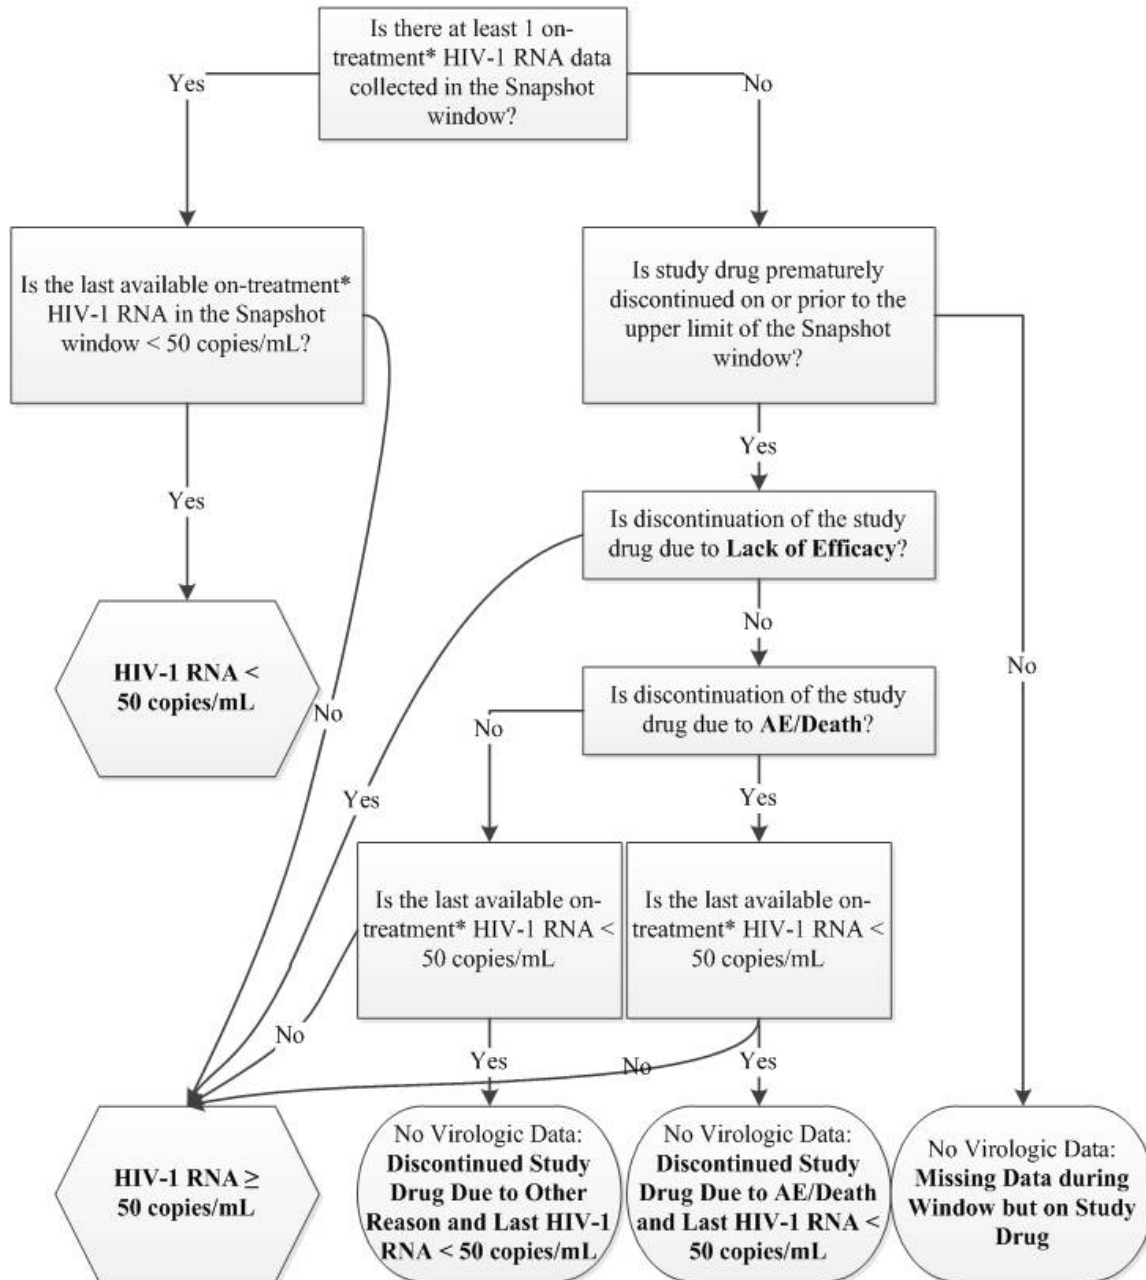 Is there at least 1 on-
treatment* HIV-1 RNA data
collected in the Snapshot
window?
Yes
No
Is the last available on-treatment*
HIV-1 RNA in the Snapshot
window < 50 copies/mL?
Is study drug prematurely
discontinued on or prior to the
upper limit of the Snapshot
window?
Yes
Yes
Is discontinuation of the study
drug due to Lack of Efficacy?
No
HIV-1 RNA <
50 copies/mL
No
No
Is discontinuation of the study
drug due to AE/Death?
No
Yes
Yes
Is the last available on-
treatment* HIV-1 RNA <
50 copies/mL
Is the last available on-
treatment* HIV-1 RNA <
50 copies/mL
No
Yes
No
Yes
HIV-1 RNA ≥
50 copies/mL
No Virologic Data:
Discontinued Study
Drug Due to Other
Reason and Last HIV-1
RNA < 50 copies/mL
No Virologic Data:
Discontinued Study
Drug Due to AE/Death
and Last HIV-1 RNA <
50 copies/mL
No Virologic Data:
Missing Data during
Window but on Study
Drug